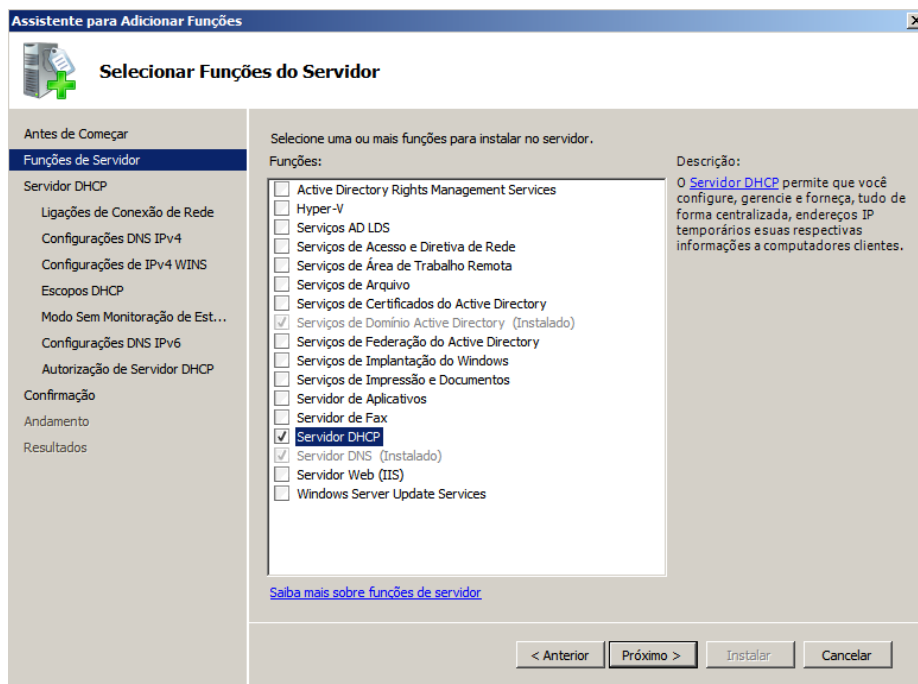 Assistente para Adicionar Funções
Selecionar Funções do Servidor
Antes de Começar
Funções de Servidor
Servidor DHCP
Ligações de Conexão de Rede
Configurações DNS IPv4
Configurações de IPv4 WINS
Escopos DHCP
Modo Sem Monitoração de Est...
Configurações DNS IPv6
Autorização de Servidor DHCP
Confirmação
Andamento
Resultados
Selecione uma ou mais funções para instalar no servidor.
Funções:
Active Directory Rights Management Services
Hyper-V
Serviços AD LDS
Serviços de Acesso e Diretiva de Rede
Serviços de Área de Trabalho Remota
Serviços de Arquivo
Serviços de Certificados do Active Directory
Serviços de Domínio Active Directory (Instalado)
Serviços de Federação do Active Directory
Serviços de Implantação do Windows
Serviços de Impressão e Documentos
Servidor de Aplicativos
Servidor de Fax
Servidor DHCP
Servidor DNS (Instalado)
Servidor Web (IIS)
Windows Server Update Services
Saiba mais sobre funções de servidor
Descrição:
O Servidor DHCP permite que você
configure, gerencie e forneça, tudo de
forma centralizada, endereços IP
temporários esuas respectivas
informações a computadores clientes.
< Anterior
Próximo >
Instalar
Cancelar